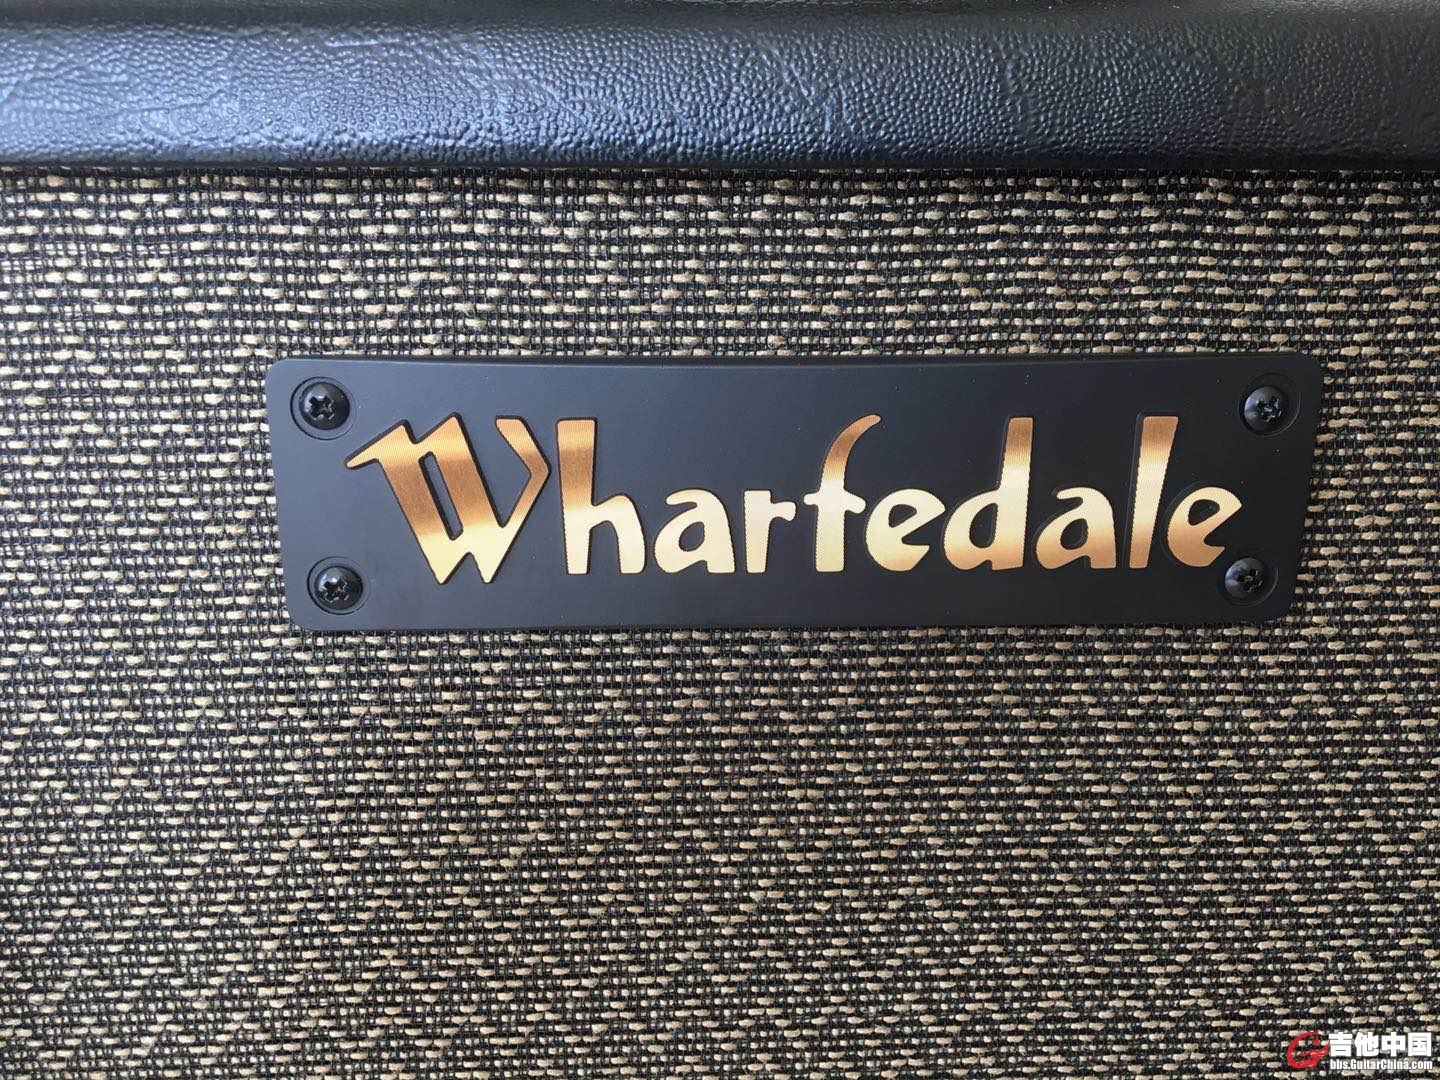 Wharfedale
吉他中国
bbs.GuitarChina.com